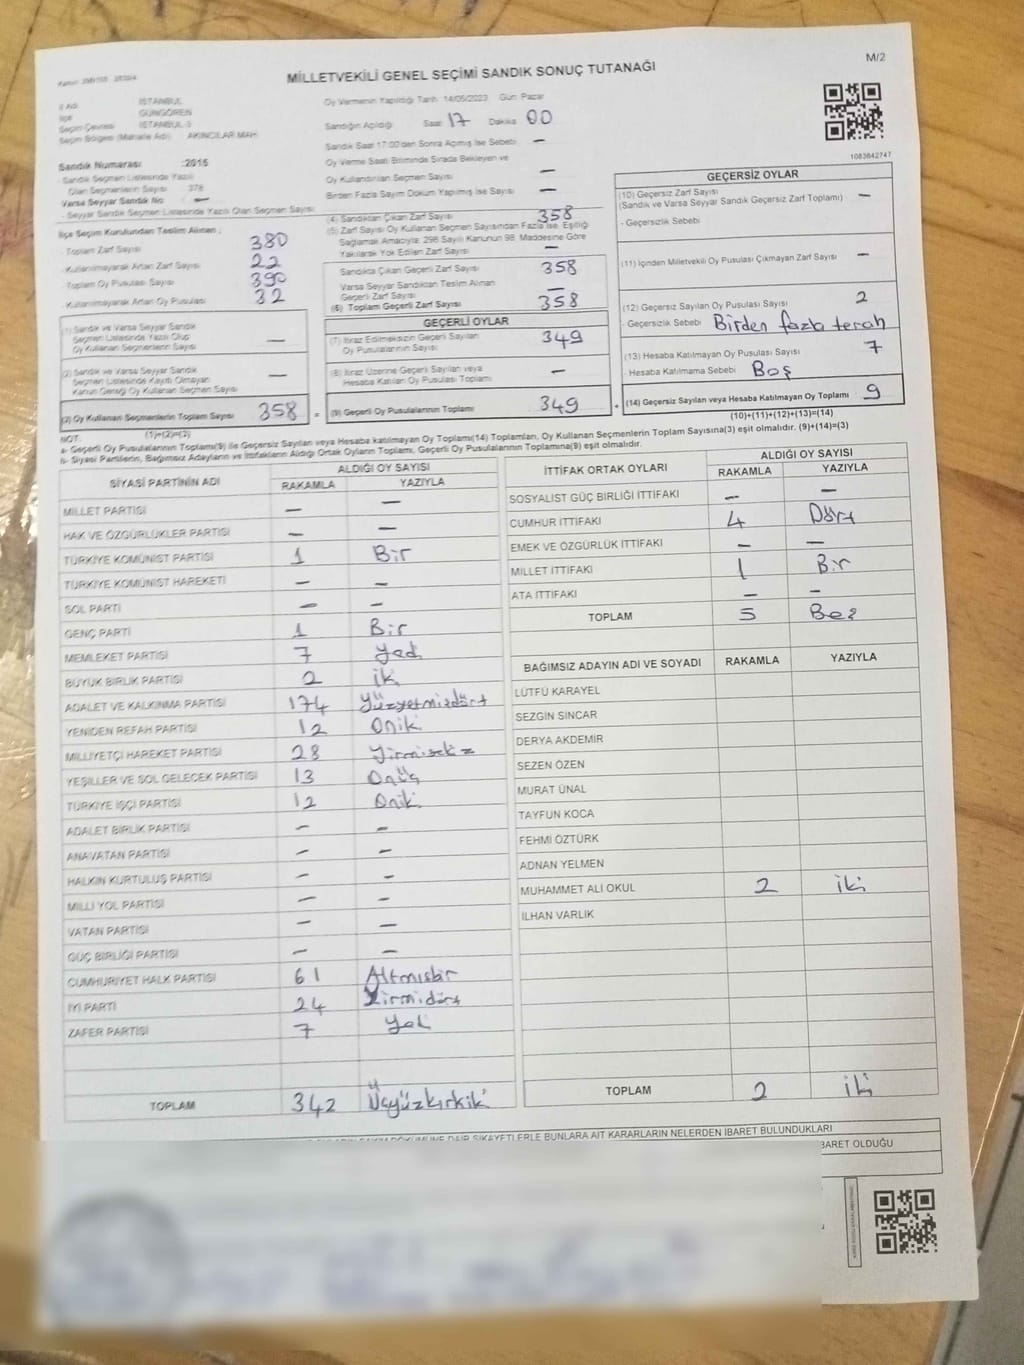 M/2
MİLLETVEKİLİ GENEL SEÇİMİ SANDIK SONUÇ TUTANAĞI
İl Adı İSTANBUL
İlçe GÜNGÖREN
Seçim Çevresi İSTANBUL-3
Seçim Bölgesi (Mahalle Adı) AKINCILAR MAH.
Sandık Numarası :2015
- Sandık Seçmen Listesinde Yazılı
Olan Seçmenlerin Sayısı 378
Varsa Seyyar Sandık No: —
- Seyyar Sandık Seçmen Listesinde Yazılı Olan Seçmen Sayısı
İlçe Seçim Kurulundan Teslim Alınan ;
- Toplam Zarf Sayısı 380
- Kullanılmayarak Artan Zarf Sayısı 22
- Toplam Oy Pusulası Sayısı 390
- Kullanılmayarak Artan Oy Pusulası 32
(1) Sandık ve Varsa Seyyar Sandık
Seçmen Listesinde Yazılı Olup
Oy Kullanan Seçmenlerin Sayısı —
(2) Sandık ve Varsa Seyyar Sandık
Seçmen Listesinde Kayıtlı Olmayan
Kanun Gereği Oy Kullanan Seçmen Sayısı —
(3) Oy Kullanan Seçmenlerin Toplam Sayısı 358
(1)+(2)=(3)
Oy Vermenin Yapıldığı Tarih 14/05/2023 Gün: Pazar
Sandığın Açıldığı Saat 17 Dakika 00
Sandık Saat 17:00'den Sonra Açılmış İse Sebebi —
Oy Verme Saati Bitiminde Sırada Bekleyen ve
Oy Kullandırılan Seçmen Sayısı —
Birden Fazla Sayım Döküm Yapılmış İse Sayısı —
(4) Sandıktan Çıkan Zarf Sayısı 358
(5) Zarf Sayısı Oy Kullanan Seçmen Sayısından Fazla İse, Eşitliği
Sağlamak Amacıyla, 298 Sayılı Kanunun 98. Maddesine Göre
Yakılarak Yok Edilen Zarf Sayısı —
Sandıkta Çıkan Geçerli Zarf Sayısı 358
Varsa Seyyar Sandıktan Teslim Alınan
Geçerli Zarf Sayısı —
(6) Toplam Geçerli Zarf Sayısı 358
GEÇERLİ OYLAR
(7) İtiraz Edilmeksizin Geçerli Sayılan
Oy Pusulalarının Sayısı 349
(8) İtiraz Üzerine Geçerli Sayılan veya
Hesaba Katılan Oy Pusulası Toplamı —
= (9) Geçerli Oy Pusulalarının Toplamı 349 +
1083842747
GEÇERSİZ OYLAR
(10) Geçersiz Zarf Sayısı
(Sandık ve Varsa Seyyar Sandık Geçersiz Zarf Toplamı) —
- Geçersizlik Sebebi
(11) İçinden Milletvekili Oy Pusulası Çıkmayan Zarf Sayısı —
(12) Geçersiz Sayılan Oy Pusulası Sayısı 2
- Geçersizlik Sebebi Birden fazla tercih
(13) Hesaba Katılmayan Oy Pusulası Sayısı 7
- Hesaba Katılmama Sebebi Boş
(14) Geçersiz Sayılan veya Hesaba Katılmayan Oy Toplamı 9
(10)+(11)+(12)+(13)=(14)
NOT:
a- Geçerli Oy Pusulalarının Toplamı(9) ile Geçersiz Sayılan veya Hesaba katılmayan Oy Toplamı(14) Toplamları, Oy Kullanan Seçmenlerin Toplam Sayısına(3) eşit olmalıdır. (9)+(14)=(3)
b- Siyasi Partilerin, Bağımsız Adayların ve İttifakların Aldığı Ortak Oyların Toplamı, Geçerli Oy Pusulalarının Toplamına(9) eşit olmalıdır.
SİYASİ PARTİNİN ADI ALDIĞI OY SAYISI
RAKAMLA YAZIYLA
MİLLET PARTİSİ — —
HAK VE ÖZGÜRLÜKLER PARTİSİ — —
TÜRKİYE KOMÜNİST PARTİSİ 1 Bir
TÜRKİYE KOMÜNİST HAREKETİ — —
SOL PARTİ — —
GENÇ PARTİ 1 Bir
MEMLEKET PARTİSİ 7 Yedi
BÜYÜK BİRLİK PARTİSİ 2 iki
ADALET VE KALKINMA PARTİSİ 174 Yüzyetmişdört
YENİDEN REFAH PARTİSİ 12 Oniki
MİLLİYETÇİ HAREKET PARTİSİ 28 Yirmisekiz
YEŞİLLER VE SOL GELECEK PARTİSİ 13 Onüç
TÜRKİYE İŞÇİ PARTİSİ 12 Oniki
ADALET BİRLİK PARTİSİ — —
ANAVATAN PARTİSİ — —
HALKIN KURTULUŞ PARTİSİ — —
MİLLİ YOL PARTİSİ — —
VATAN PARTİSİ — —
GÜÇ BİRLİĞİ PARTİSİ — —
CUMHURİYET HALK PARTİSİ 61 Altmışbir
İYİ PARTİ 24 Yirmidört
ZAFER PARTİSİ 7 Yedi
TOPLAM 342 Üçyüzkırkiki
İTTİFAK ORTAK OYLARI ALDIĞI OY SAYISI
RAKAMLA YAZIYLA
SOSYALİST GÜÇ BİRLİĞİ İTTİFAKI — —
CUMHUR İTTİFAKI 4 Dört
EMEK VE ÖZGÜRLÜK İTTİFAKI — —
MİLLET İTTİFAKI 1 Bir
ATA İTTİFAKI — —
TOPLAM 5 Beş
BAĞIMSIZ ADAYIN ADI VE SOYADI RAKAMLA YAZIYLA
LÜTFÜ KARAYEL
SEZGİN SİNCAR
DERYA AKDEMİR
SEZEN ÖZEN
MURAT ÜNAL
TAYFUN KOCA
FEHMİ ÖZTÜRK
ADNAN YELMEN
MUHAMMET ALİ OKUL 2 iki
İLHAN VARLIK
TOPLAM 2 iki
DÖKÜMÜNE DAİR ŞİKAYETLERLE BUNLARA AİT KARARLARIN NELERDEN İBARET BULUNDUKLARI
BARET OLDUĞU